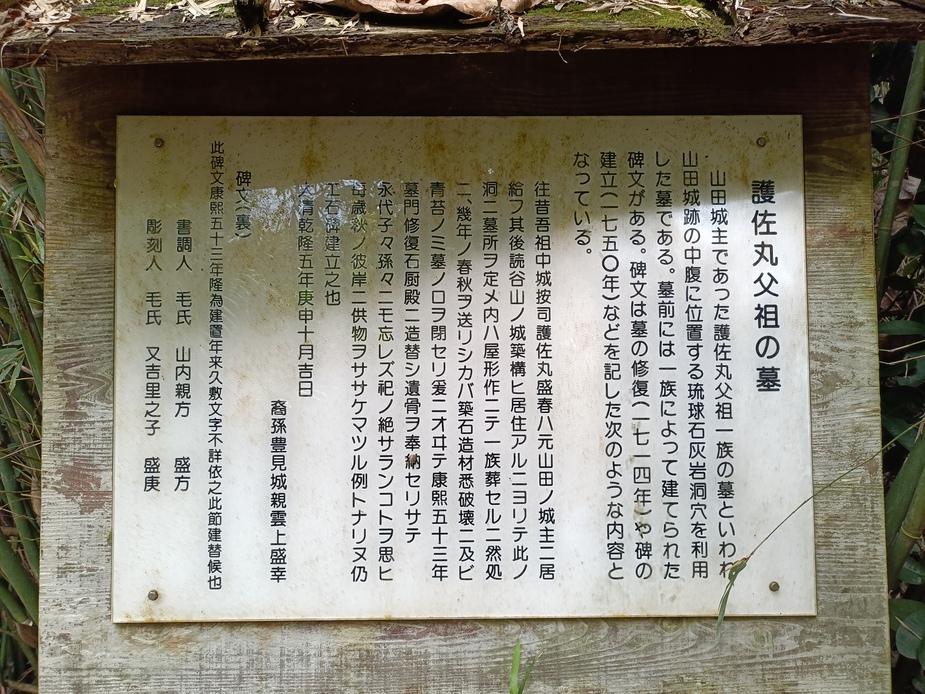 護佐丸父祖の墓
山田城主であった護佐丸父祖一族の墓といわれ
山田城跡の中腹に位置する琉球石灰岩洞穴を利用
した墓である。墓前には一族によって建てられた
碑文がある。碑文は墓の修復(一七一四年)や碑の
建立(一七五〇年)などを記した次のような内容と
なっている。
往昔吾祖中城按司護佐丸盛春ハ元山田ノ城主ニ居
給フ其後読谷山ノ城築構ヒ居住アルニヨリテ此ノ
洞ニ墓所ヲ定メ内ハ屋形作ニテ一族葬セルニ然処
ニ、幾年ノ春秋ヲ送リシカバ築石造材悉破壊ニ及ビ
青苔ノミ墓ノ口ヲ閉セリ爰ニオヰテ康熙五十三年
墓門修復石厨殿ニ造替シ遺骨ヲ奉納セリサテ
永代子々孫々ニモ忘レズ祀ノ絶サランコトヲ思ヒ
毎歳秋ノ彼岸ニ供物ヲササケマツル例トナリヌ仍
工石碑建立之也
大清乾隆五年庚申十月吉日
裔孫豊見城親雲上盛幸
碑文(裏)
此碑文康熙五十三年隆為建置年来久敷文字不詳依之此節建替候也
書調人 毛氏 山内親方 盛方
彫刻人 毛氏 又吉里之子 盛庚